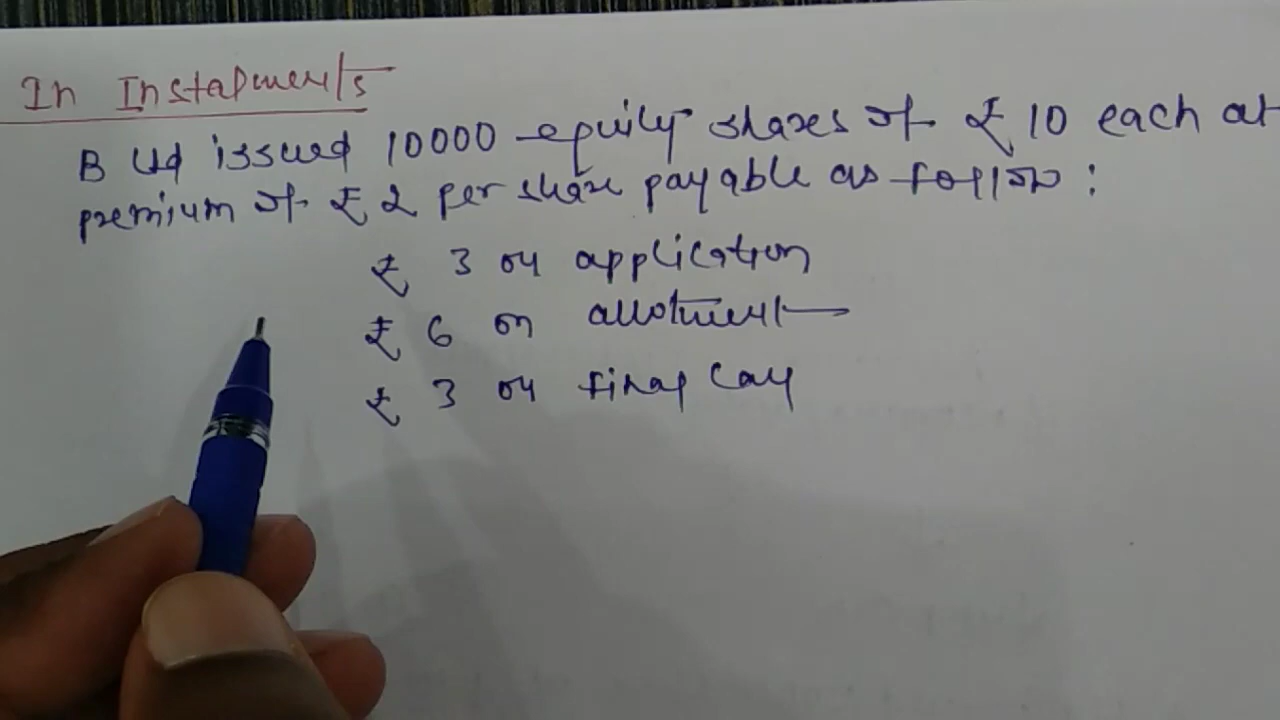 In Instalments
B Ltd issued 10000 equity shares of ₹ 10 each at
premium of ₹ 2 per share payable as follow :
₹ 3 on application
₹ 6 on allotment
₹ 3 on final call